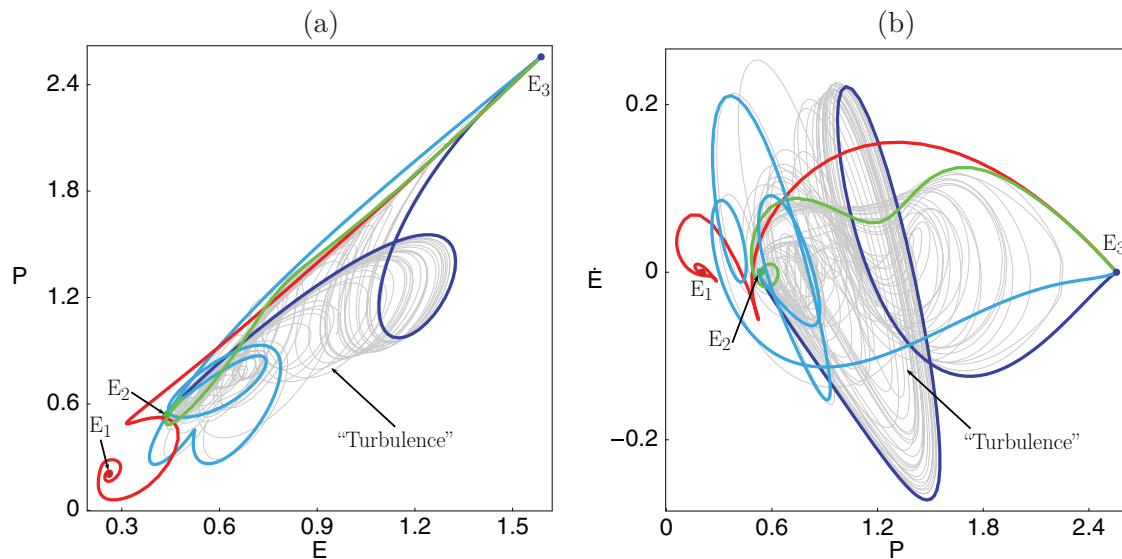 (a)
(b)
2.4
1.8
1.2
0.6
0
P
E₃
E₂
E₁
“Turbulence”
0.3
0.6
0.9
1.2
1.5
E
0.2
0
−0.2
Ė
E₃
E₁
E₂
“Turbulence”
0
0.6
1.2
1.8
2.4
P